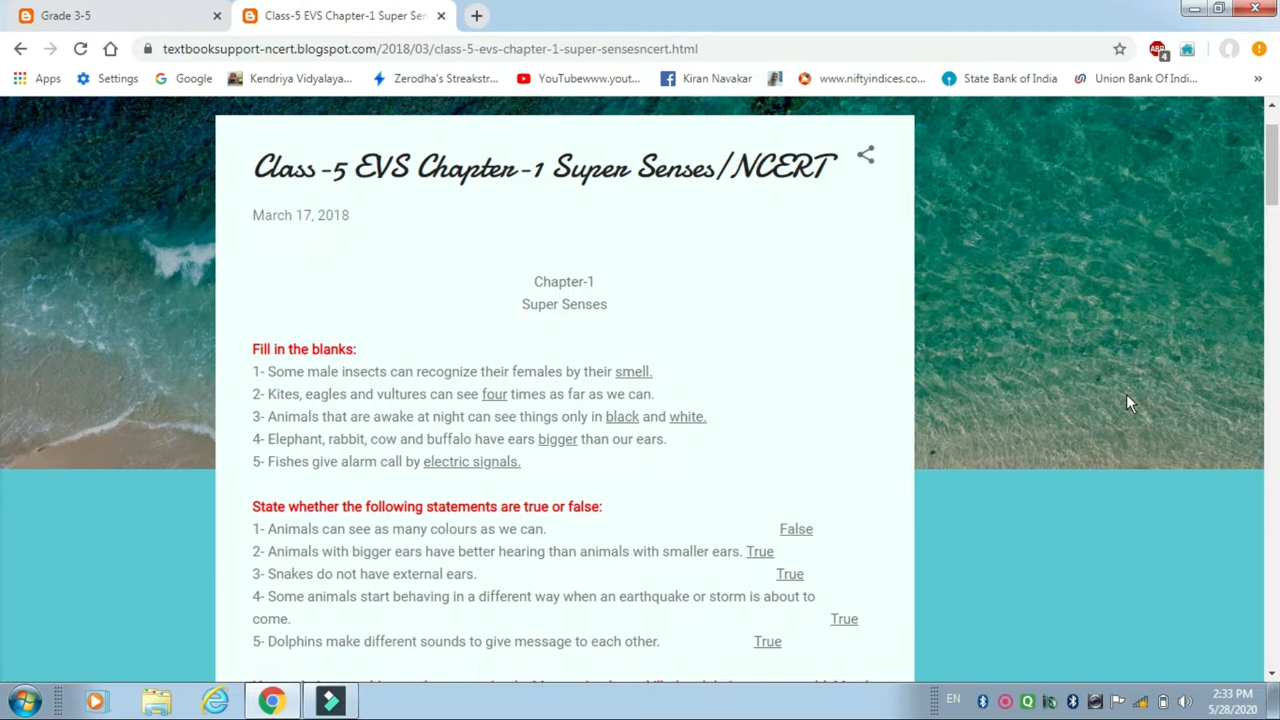 Grade 3-5
Class-5 EVS Chapter-1 Super Sen
textbooksupport-ncert.blogspot.com/2018/03/class-5-evs-chapter-1-super-sensesncert.html
ABP
4
Apps
Settings
Google
Kendriya Vidyalaya...
Zerodha's Streakstr...
YouTubewww.yout...
Kiran Navakar
www.niftyindices.co...
State Bank of India
Union Bank Of Indi...
»
Class-5 EVS Chapter-1 Super Senses/NCERT
March 17, 2018
Chapter-1
Super Senses
Fill in the blanks:
1- Some male insects can recognize their females by their smell.
2- Kites, eagles and vultures can see four times as far as we can.
3- Animals that are awake at night can see things only in black and white.
4- Elephant, rabbit, cow and buffalo have ears bigger than our ears.
5- Fishes give alarm call by electric signals.
State whether the following statements are true or false:
1- Animals can see as many colours as we can. False
2- Animals with bigger ears have better hearing than animals with smaller ears. True
3- Snakes do not have external ears. True
4- Some animals start behaving in a different way when an earthquake or storm is about to
come. True
5- Dolphins make different sounds to give message to each other. True
EN
2:33 PM
5/28/2020